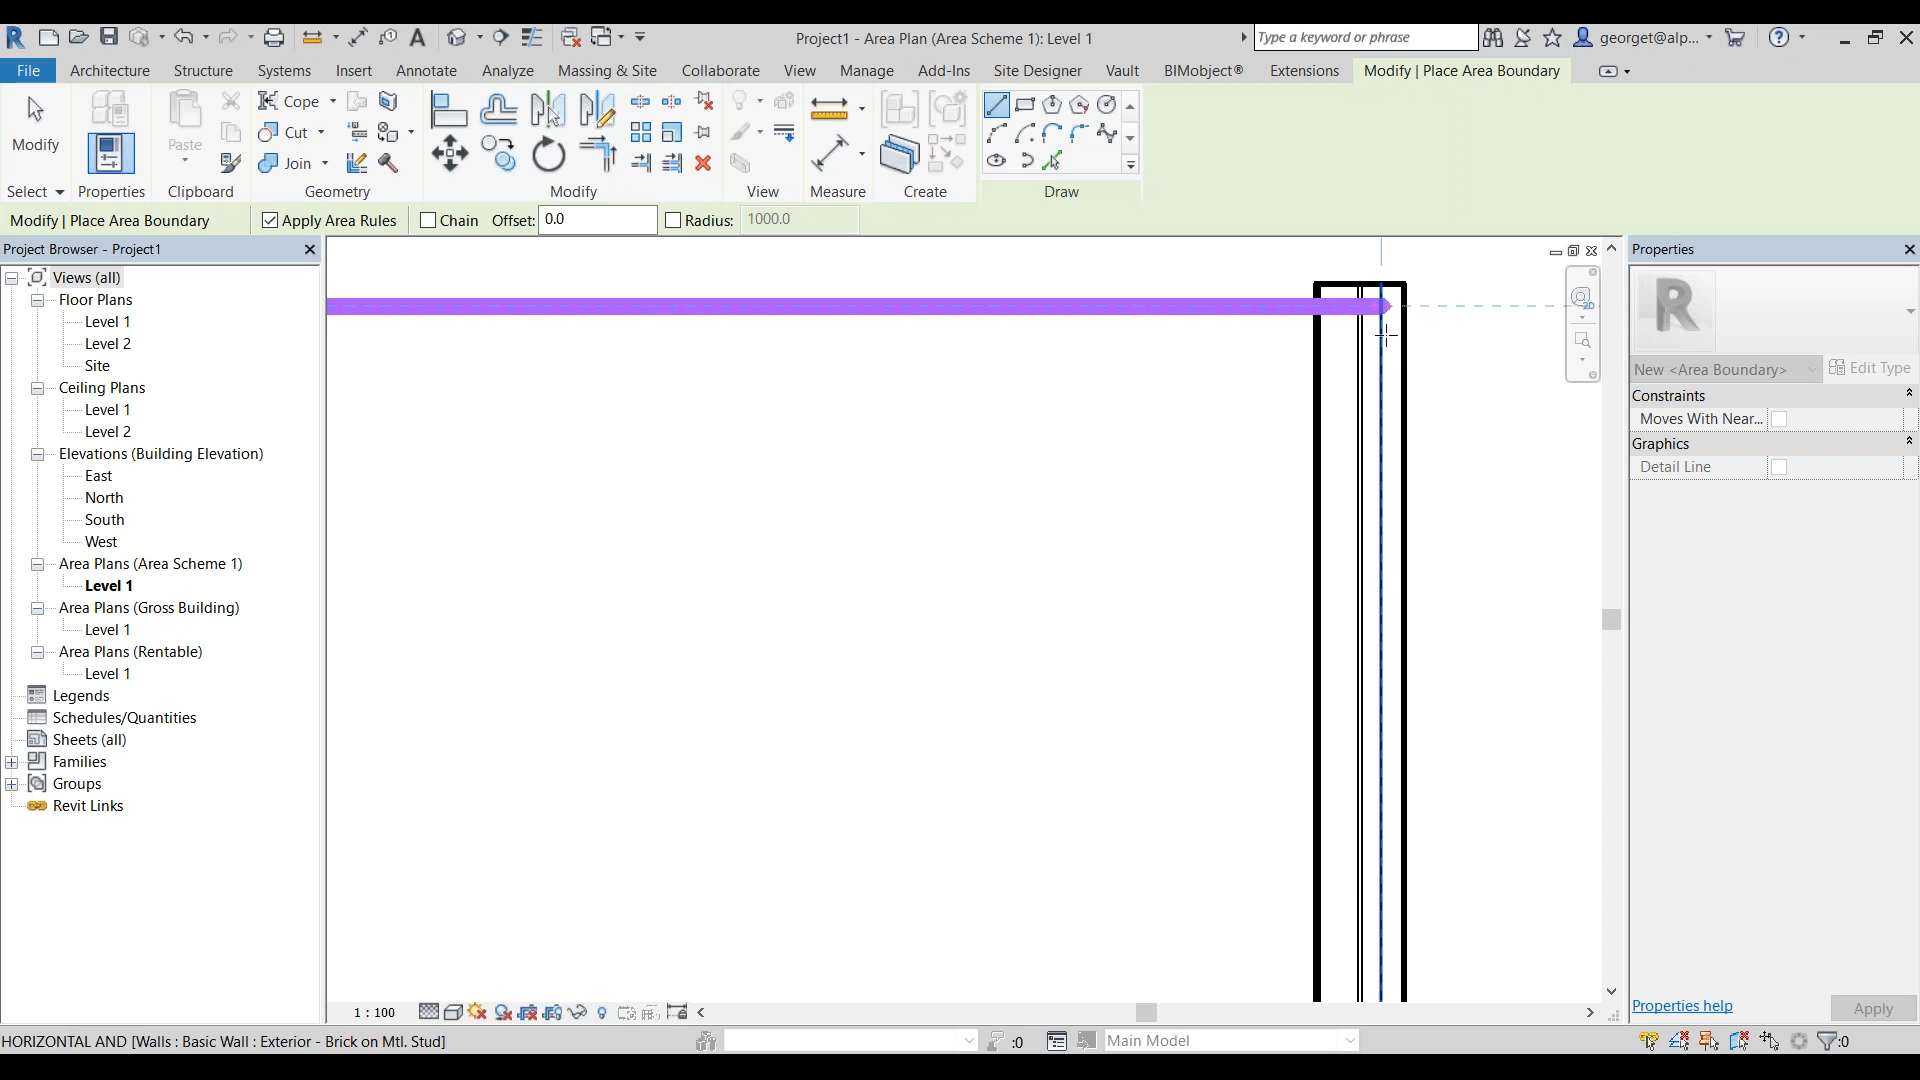 Project1 - Area Plan (Area Scheme 1): Level 1
Type a keyword or phrase
georget@alp...
File Architecture Structure Systems Insert Annotate Analyze Massing & Site Collaborate View Manage Add-Ins Site Designer Vault BIMobject® Extensions Modify | Place Area Boundary
Modify
Paste
Cope
Cut
Join
Select Properties Clipboard Geometry Modify View Measure Create Draw
Modify | Place Area Boundary Apply Area Rules Chain Offset: 0.0 Radius: 1000.0
Project Browser - Project1
Views (all)
Floor Plans
Level 1
Level 2
Site
Ceiling Plans
Level 1
Level 2
Elevations (Building Elevation)
East
North
South
West
Area Plans (Area Scheme 1)
Level 1
Area Plans (Gross Building)
Level 1
Area Plans (Rentable)
Level 1
Legends
Schedules/Quantities
Sheets (all)
Families
Groups
Revit Links
2D
Properties
New <Area Boundary> Edit Type
Constraints
Moves With Near...
Graphics
Detail Line
Properties help Apply
1 : 100
HORIZONTAL AND [Walls : Basic Wall : Exterior - Brick on Mtl. Stud]
:0
Main Model
:0